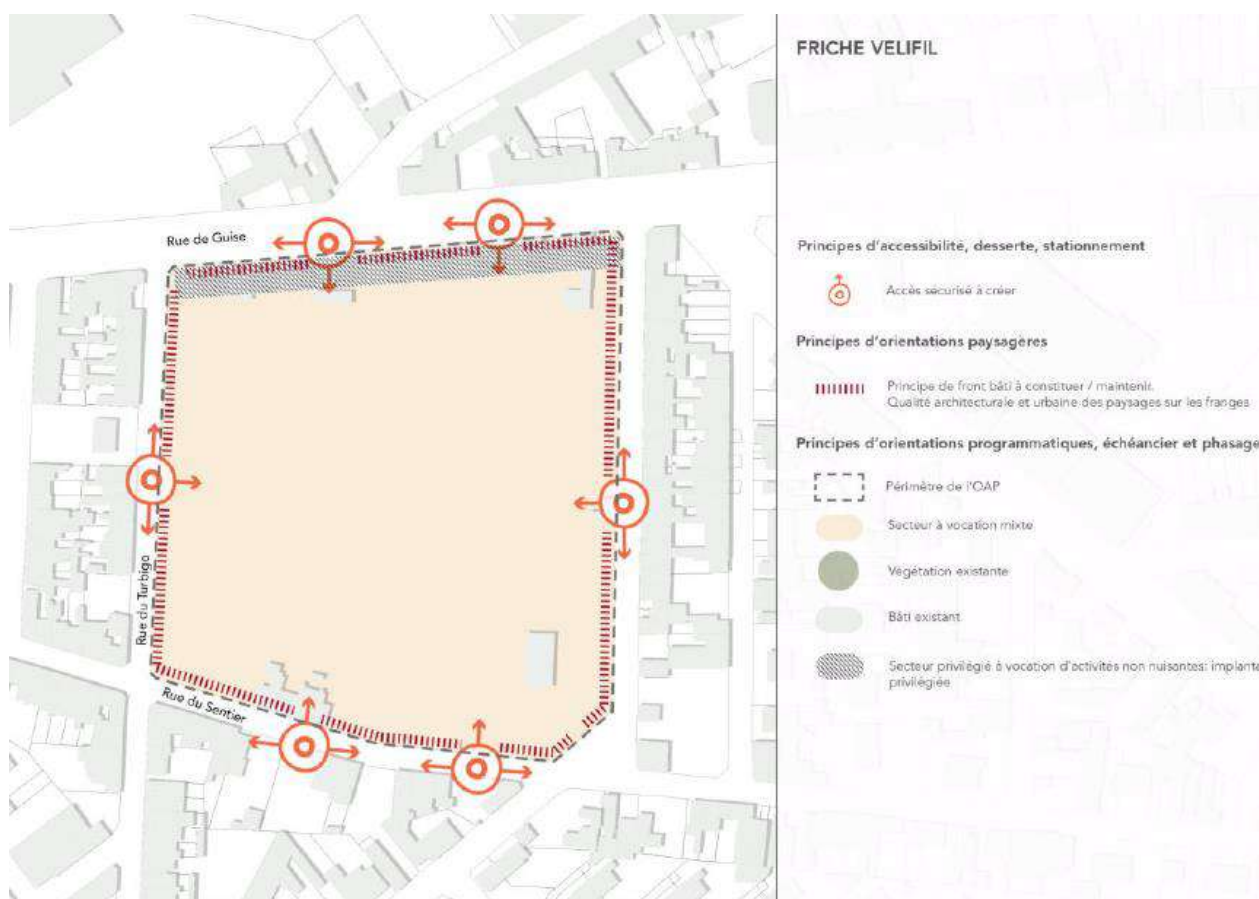 FRICHE VELIFIL
Rue de Guise
Rue du Turbigo
Rue du Sentier
Principes d'accessibilité, desserte, stationnement
Accès sécurisé à créer
Principes d'orientations paysagères
Principe de front bâti à constituer / maintenir.
Qualité architecturale et urbaine des paysages sur les franges
Principes d'orientations programmatiques, échéancier et phasage
Périmètre de l'OAP
Secteur à vocation mixte
Végétation existante
Bâti existant
Secteur privilégié à vocation d'activités non nuisantes: implanta
privilégiée